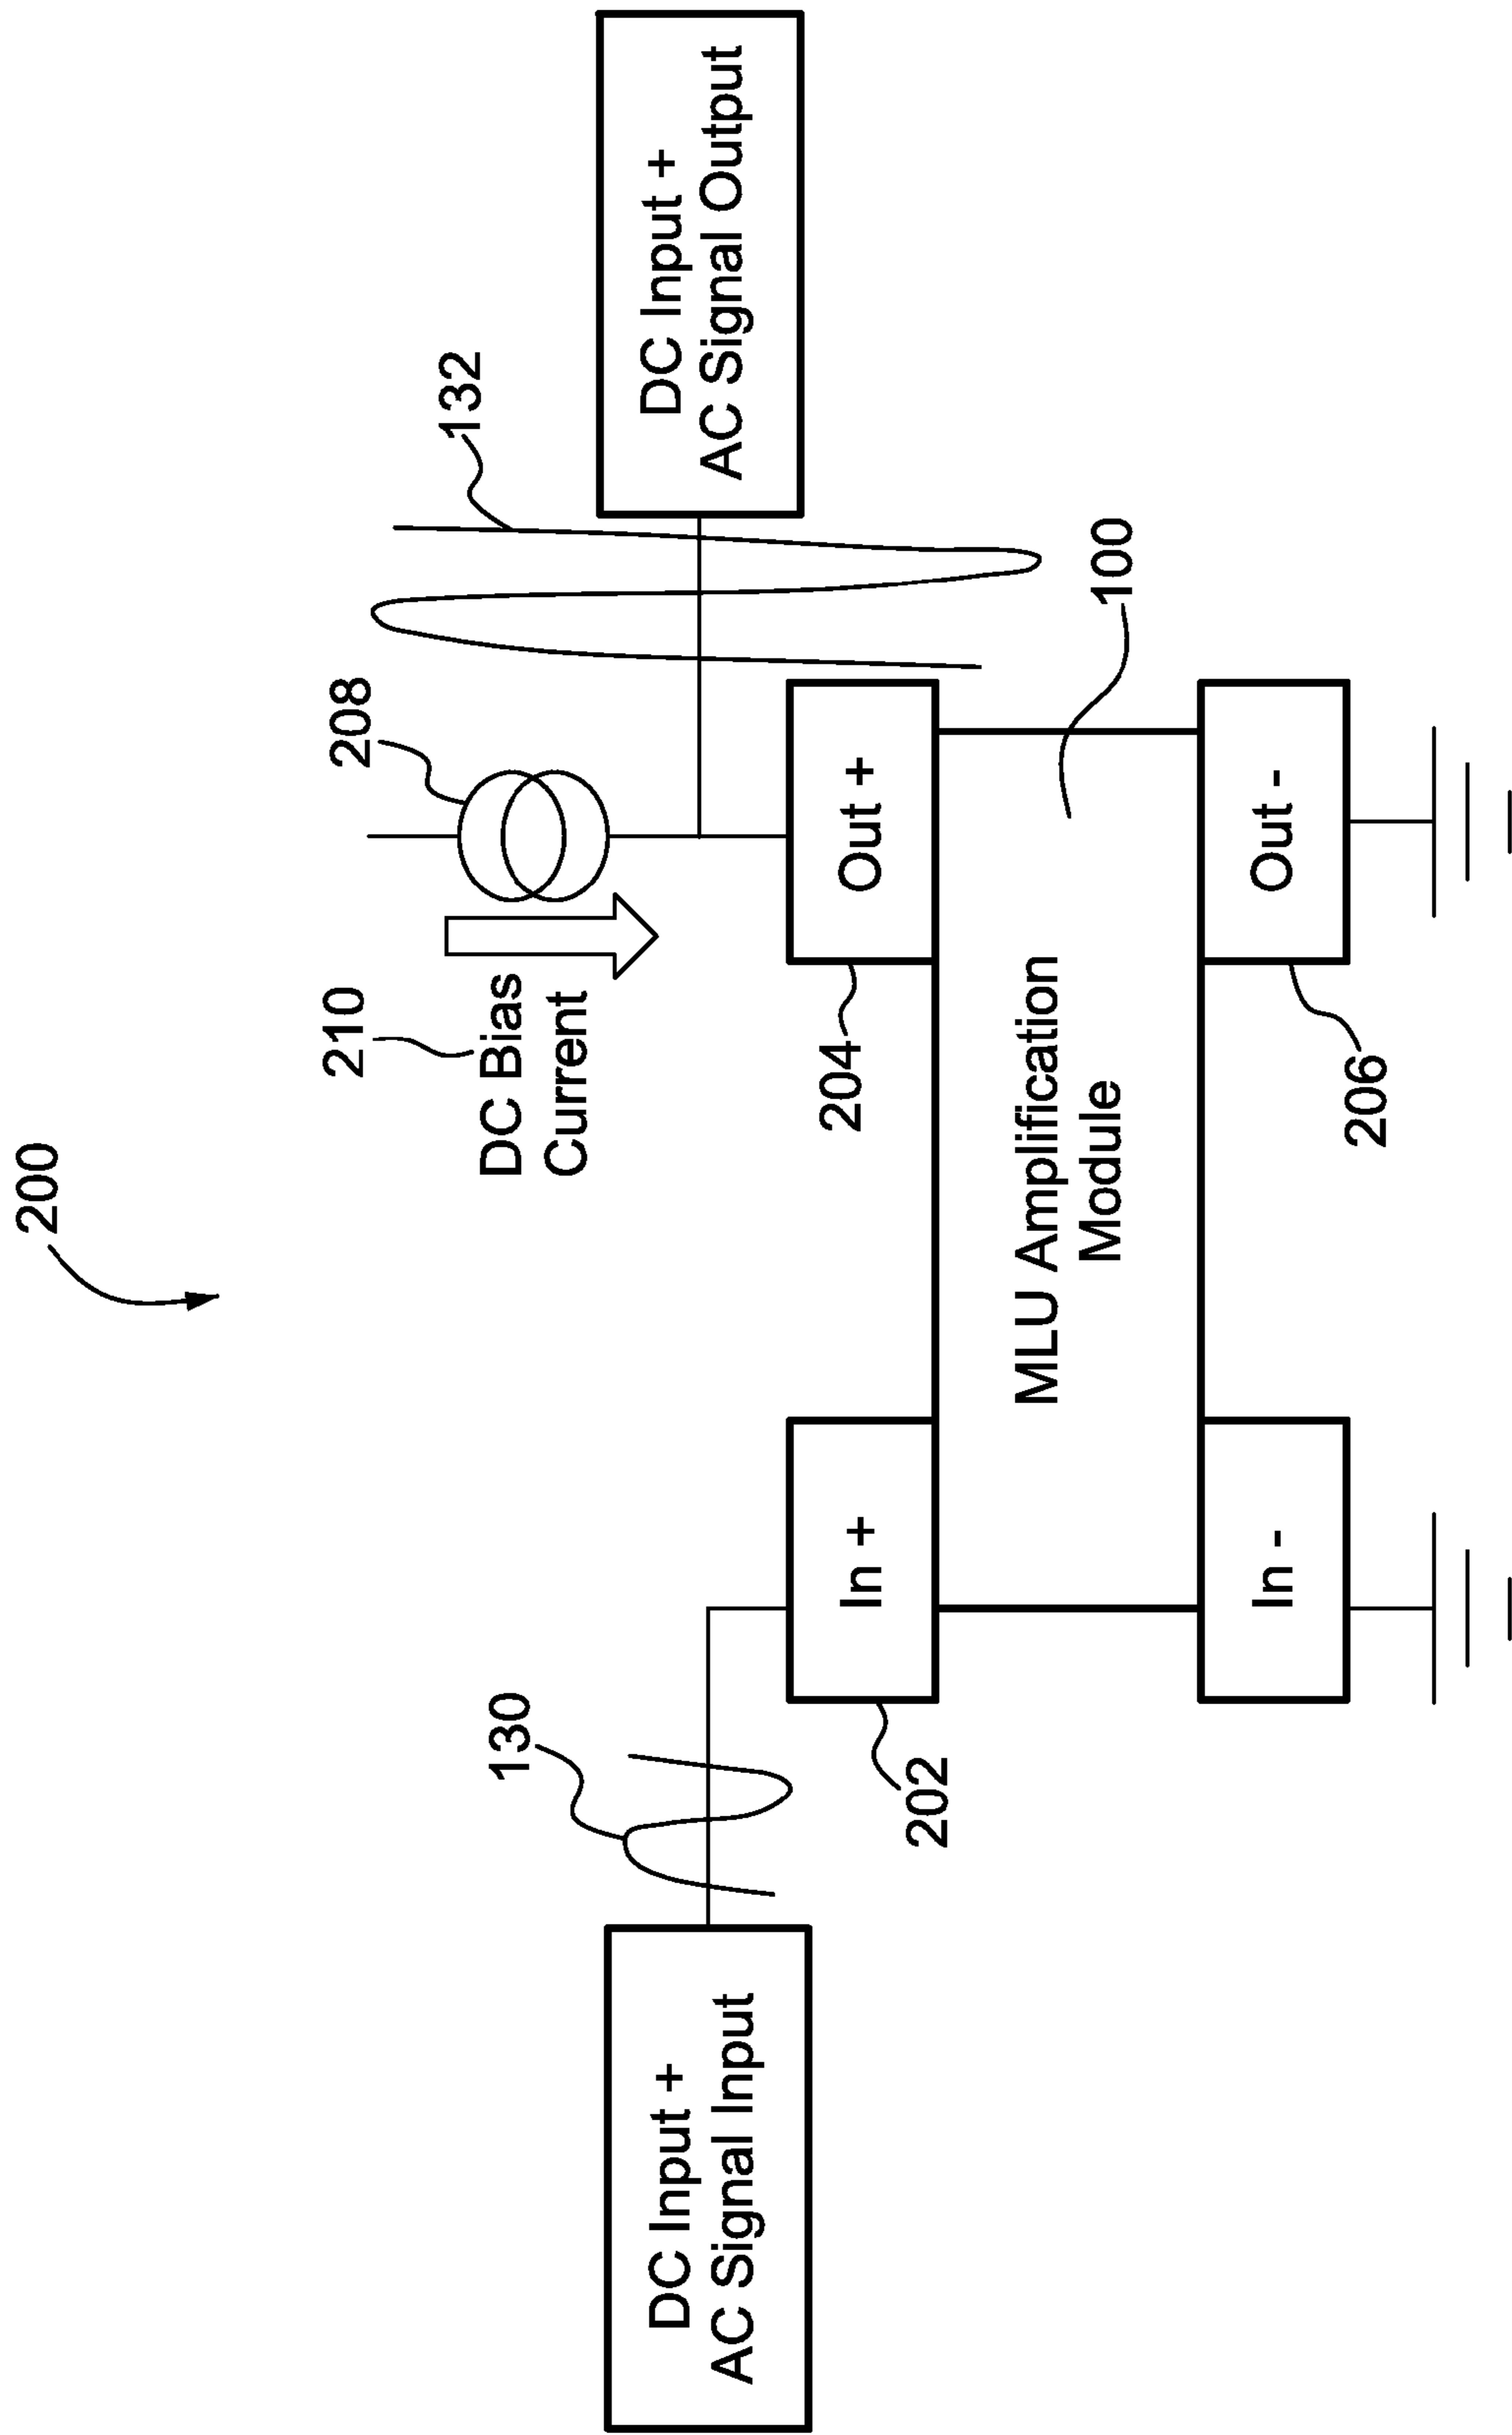 200
210
DC Bias
Current
208
132
DC Input +
AC Signal Output
130
DC Input +
AC Signal Input
In +
202
Out +
204
100
MLU Amplification
Module
In -
Out -
206